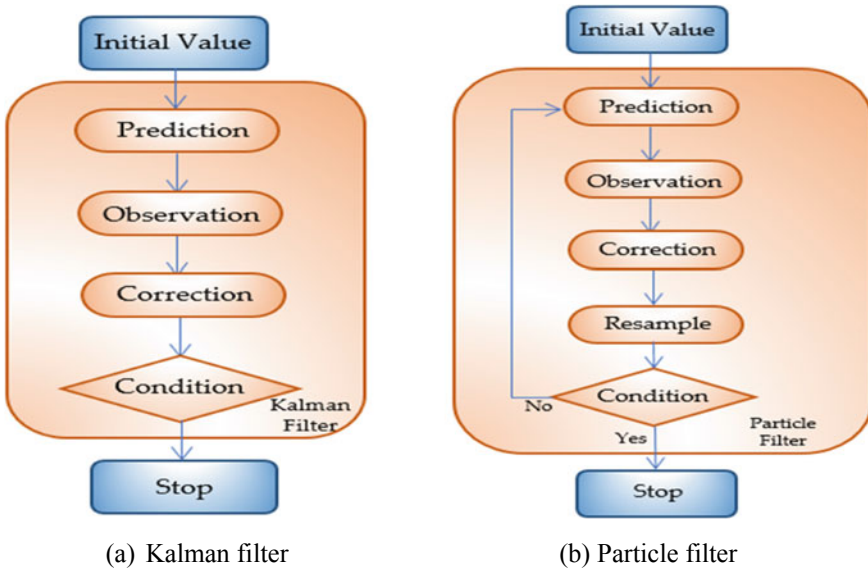 Initial Value
Prediction
Observation
Correction
Condition
Kalman
Filter
Stop
(a) Kalman filter
Initial Value
Prediction
Observation
Correction
Resample
Condition
No
Yes
Particle
Filter
Stop
(b) Particle filter